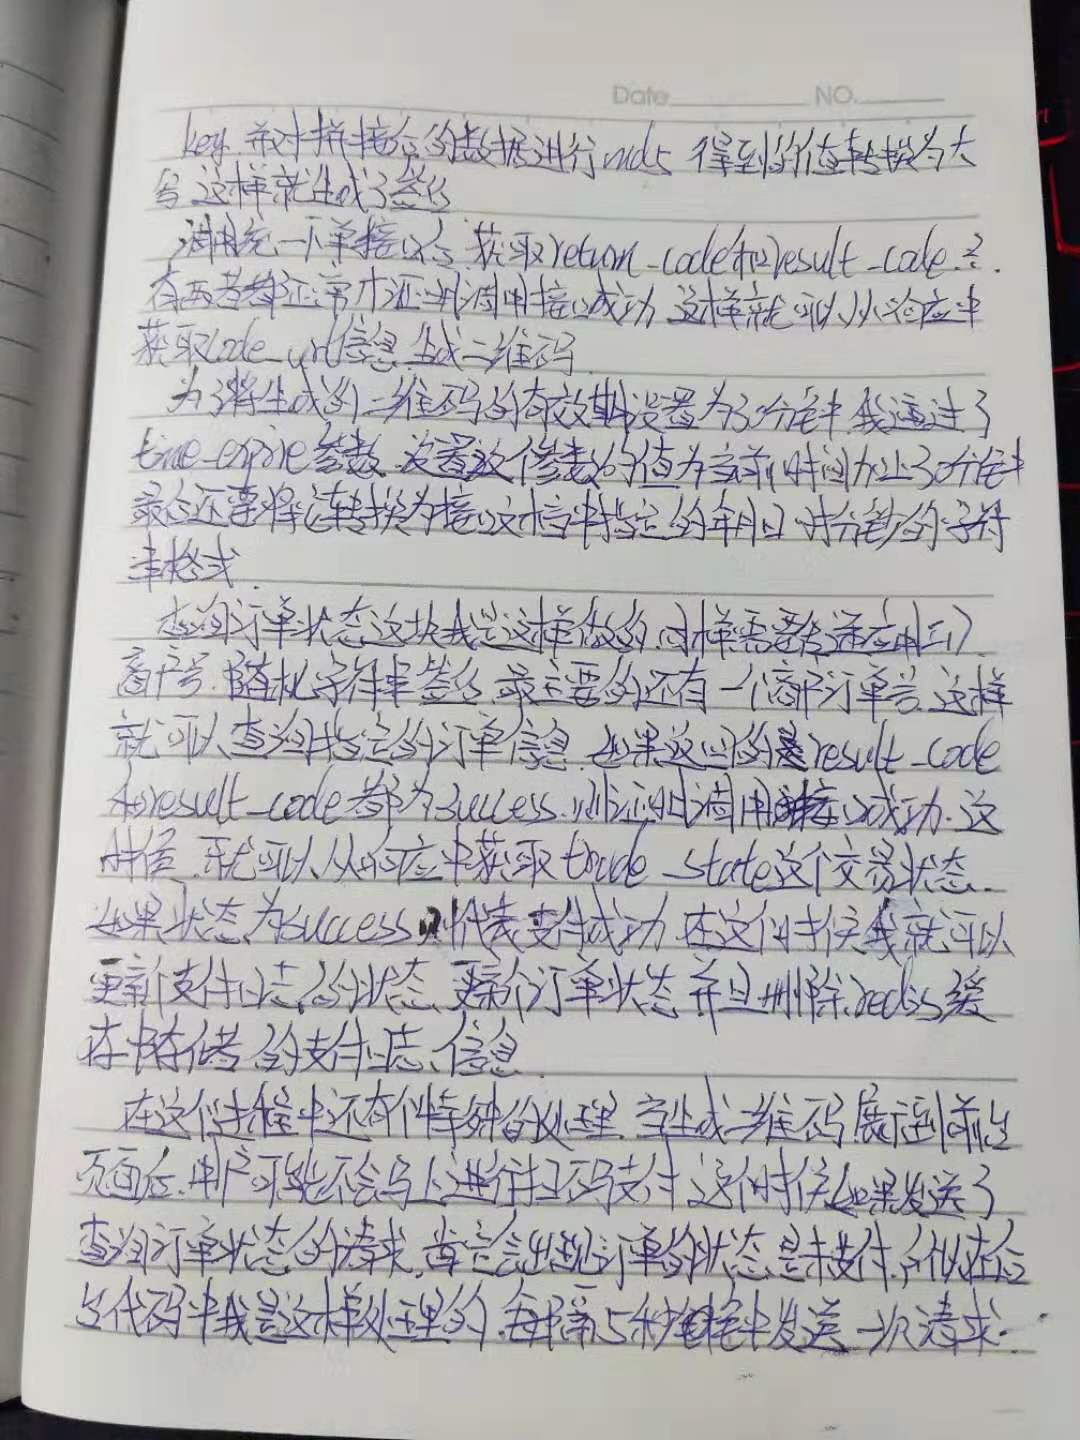 Date NO.
key 并对拼接后的数据进行md5 得到的值转换为大
写 这样就生成了签名
调用统一下单接口后 获取return_code和result_code. 只
有两者都正常才证明调用接口成功 这样就可以从响应中
获取code_url信息 生成二维码
为了将生成的二维码的有效期设置为30分钟 我通过了
time_expire参数 设置这个参数的值为当前时间加上30分钟
最后还要将它转换为接口文档中指定的年月日 时分秒的字符
串格式
查询订单状态这块我是这样做的 同样需要传递应用ID
商户号 随机字符串 签名 最主要的还有一个商户订单号 这样
就可以查询指定的订单信息 如果返回的是result_code
和result_code都为success 则证明调用接口成功. 这
时候 就可以从响应中获取trade_state这个交易状态
如果状态为success 则代表支付成功 在这个时候我就可以
更新支付日志的状态 更新订单状态 并且删除redis缓
存中存储的支付日志信息
在这个过程中还有个特殊的处理 当生成二维码展示到前台
页面后 用户可能不会马上进行扫码支付 这个时候如果发送了
查询订单状态的请求 肯定会出现订单的状态是未支付 所以在后
台代码中我是这样处理的 每隔5秒钟发送一次请求.